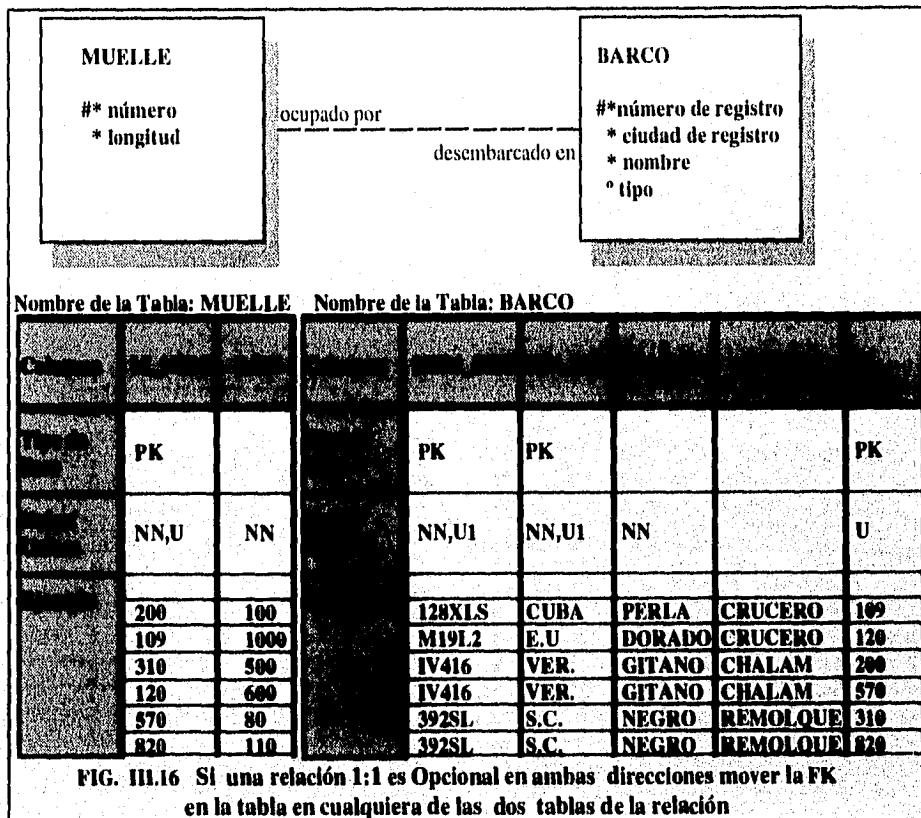 MUELLE
#* número
* longitud
ocupado por
desembarcado en
BARCO
#*número de registro
* ciudad de registro
* nombre
º tipo
Nombre de la Tabla: MUELLE Nombre de la Tabla: BARCO
PK PK PK PK
NN,U NN NN,U1 NN,U1 NN U
200 100 128XLS CUBA PERLA CRUCERO 109
109 1000 M19L2 E.U DORADO CRUCERO 120
310 500 IV416 VER. GITANO CHALAM 200
120 600 IV416 VER. GITANO CHALAM 570
570 80 392SL S.C. NEGRO REMOLQUE 310
820 110 392SL S.C. NEGRO REMOLQUE 820
FIG. III.16 Si una relación 1:1 es Opcional en ambas direcciones mover la FK
en la tabla en cualquiera de las dos tablas de la relación